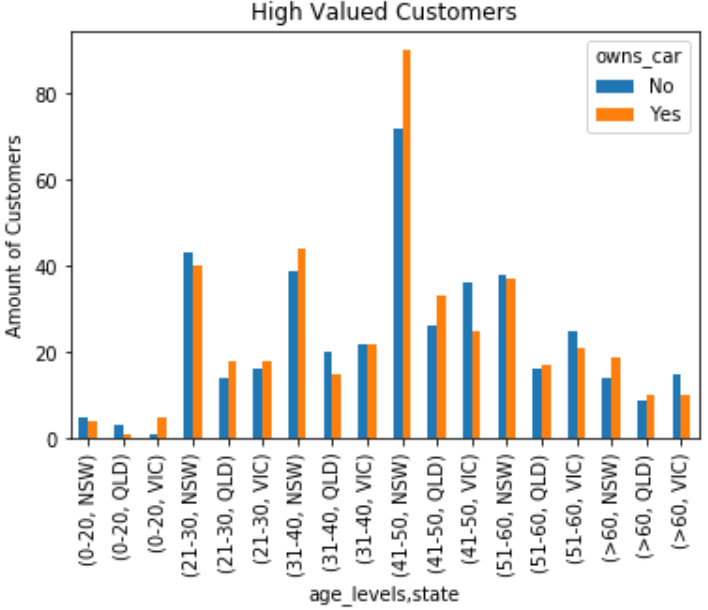 High Valued Customers
owns_car
No
Yes
Amount of Customers
80
60
40
20
0
(0-20, NSW)
(0-20, QLD)
(0-20, VIC)
(21-30, NSW)
(21-30, QLD)
(21-30, VIC)
(31-40, NSW)
(31-40, QLD)
(31-40, VIC)
(41-50, NSW)
(41-50, QLD)
(41-50, VIC)
(51-60, NSW)
(51-60, QLD)
(51-60, VIC)
(>60, NSW)
(>60, QLD)
(>60, VIC)
age_levels,state